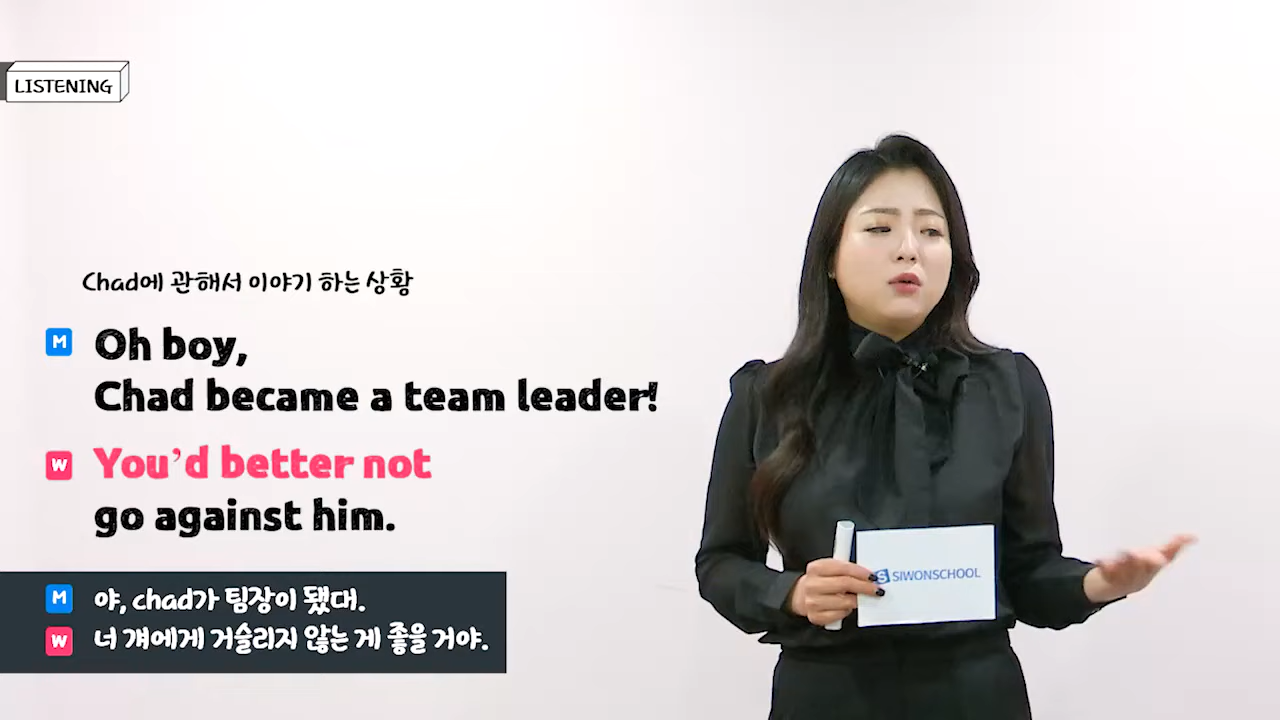 LISTENING
Chad에 관해서 이야기 하는 상황
M Oh boy,
Chad became a team leader!
W You'd better not
go against him.
M 야, chad가 팀장이 됐대.
W 너 걔에게 거슬리지 않는 게 좋을 거야.
S SIWONSCHOOL